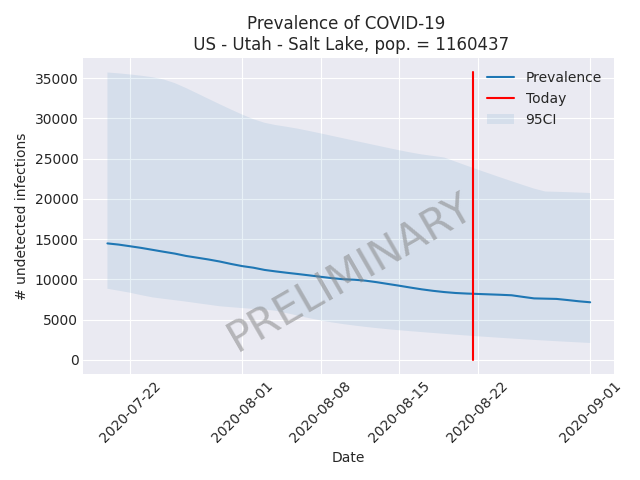 Prevalence of COVID-19
US - Utah - Salt Lake, pop. = 1160437
35000
30000
25000
20000
15000
10000
5000
0
# undetected infections
Prevalence
Today
95CI
PRELIMINARY
2020-07-22
2020-08-01
2020-08-08
2020-08-15
2020-08-22
2020-09-01
Date